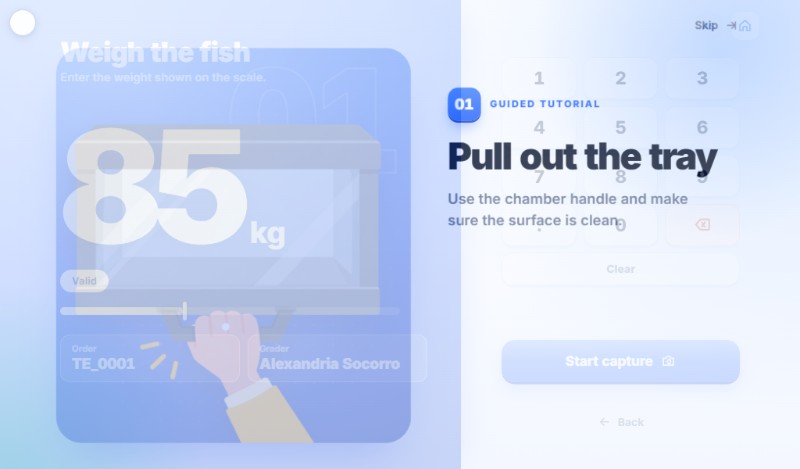 Skip
Weigh the fish
Enter the weight shown on the scale.
01
85 kg
Valid
Order
TE_0001
Grader
Alexandria Socorro
01 GUIDED TUTORIAL
Pull out the tray
Use the chamber handle and make
sure the surface is clean.
1 2 3
4 5 6
7 8 9
. 0
Clear
Start capture
Back